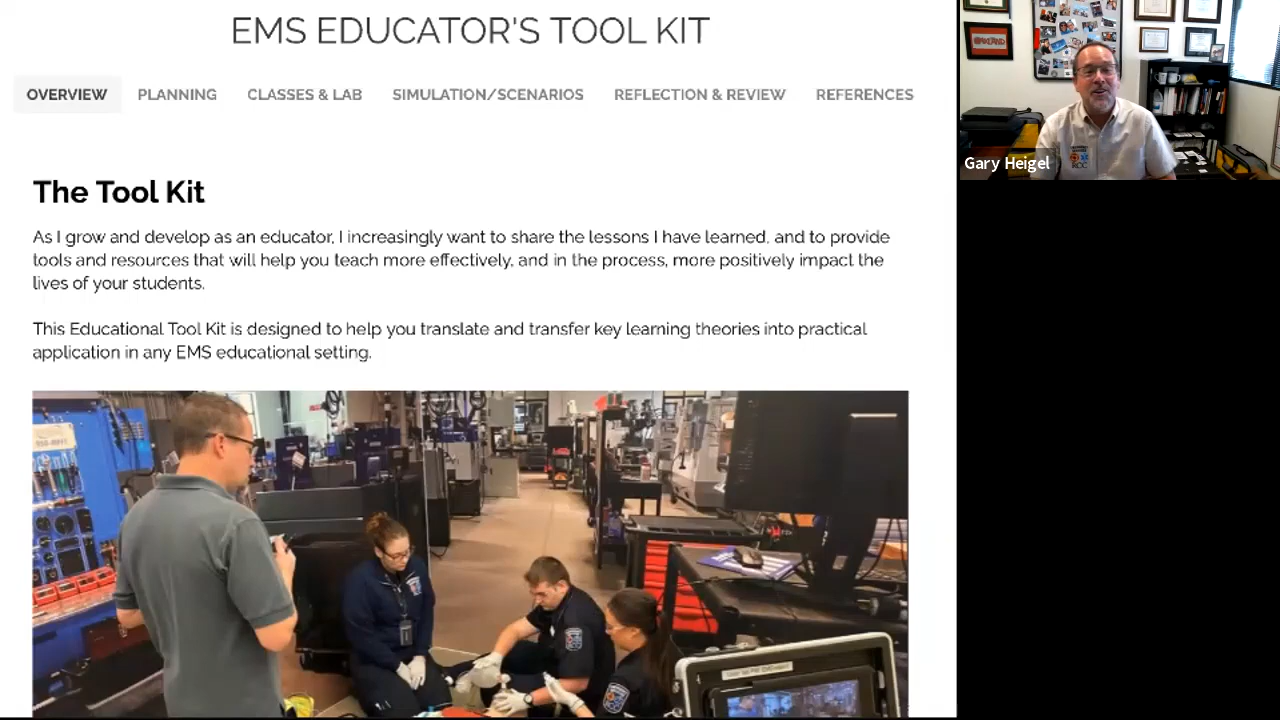 EMS EDUCATOR'S TOOL KIT
OVERVIEW PLANNING CLASSES & LAB SIMULATION/SCENARIOS REFLECTION & REVIEW REFERENCES
The Tool Kit
As I grow and develop as an educator, I increasingly want to share the lessons I have learned, and to provide
tools and resources that will help you teach more effectively, and in the process, more positively impact the
lives of your students.
This Educational Tool Kit is designed to help you translate and transfer key learning theories into practical
application in any EMS educational setting.
Gary Heigel
RCC